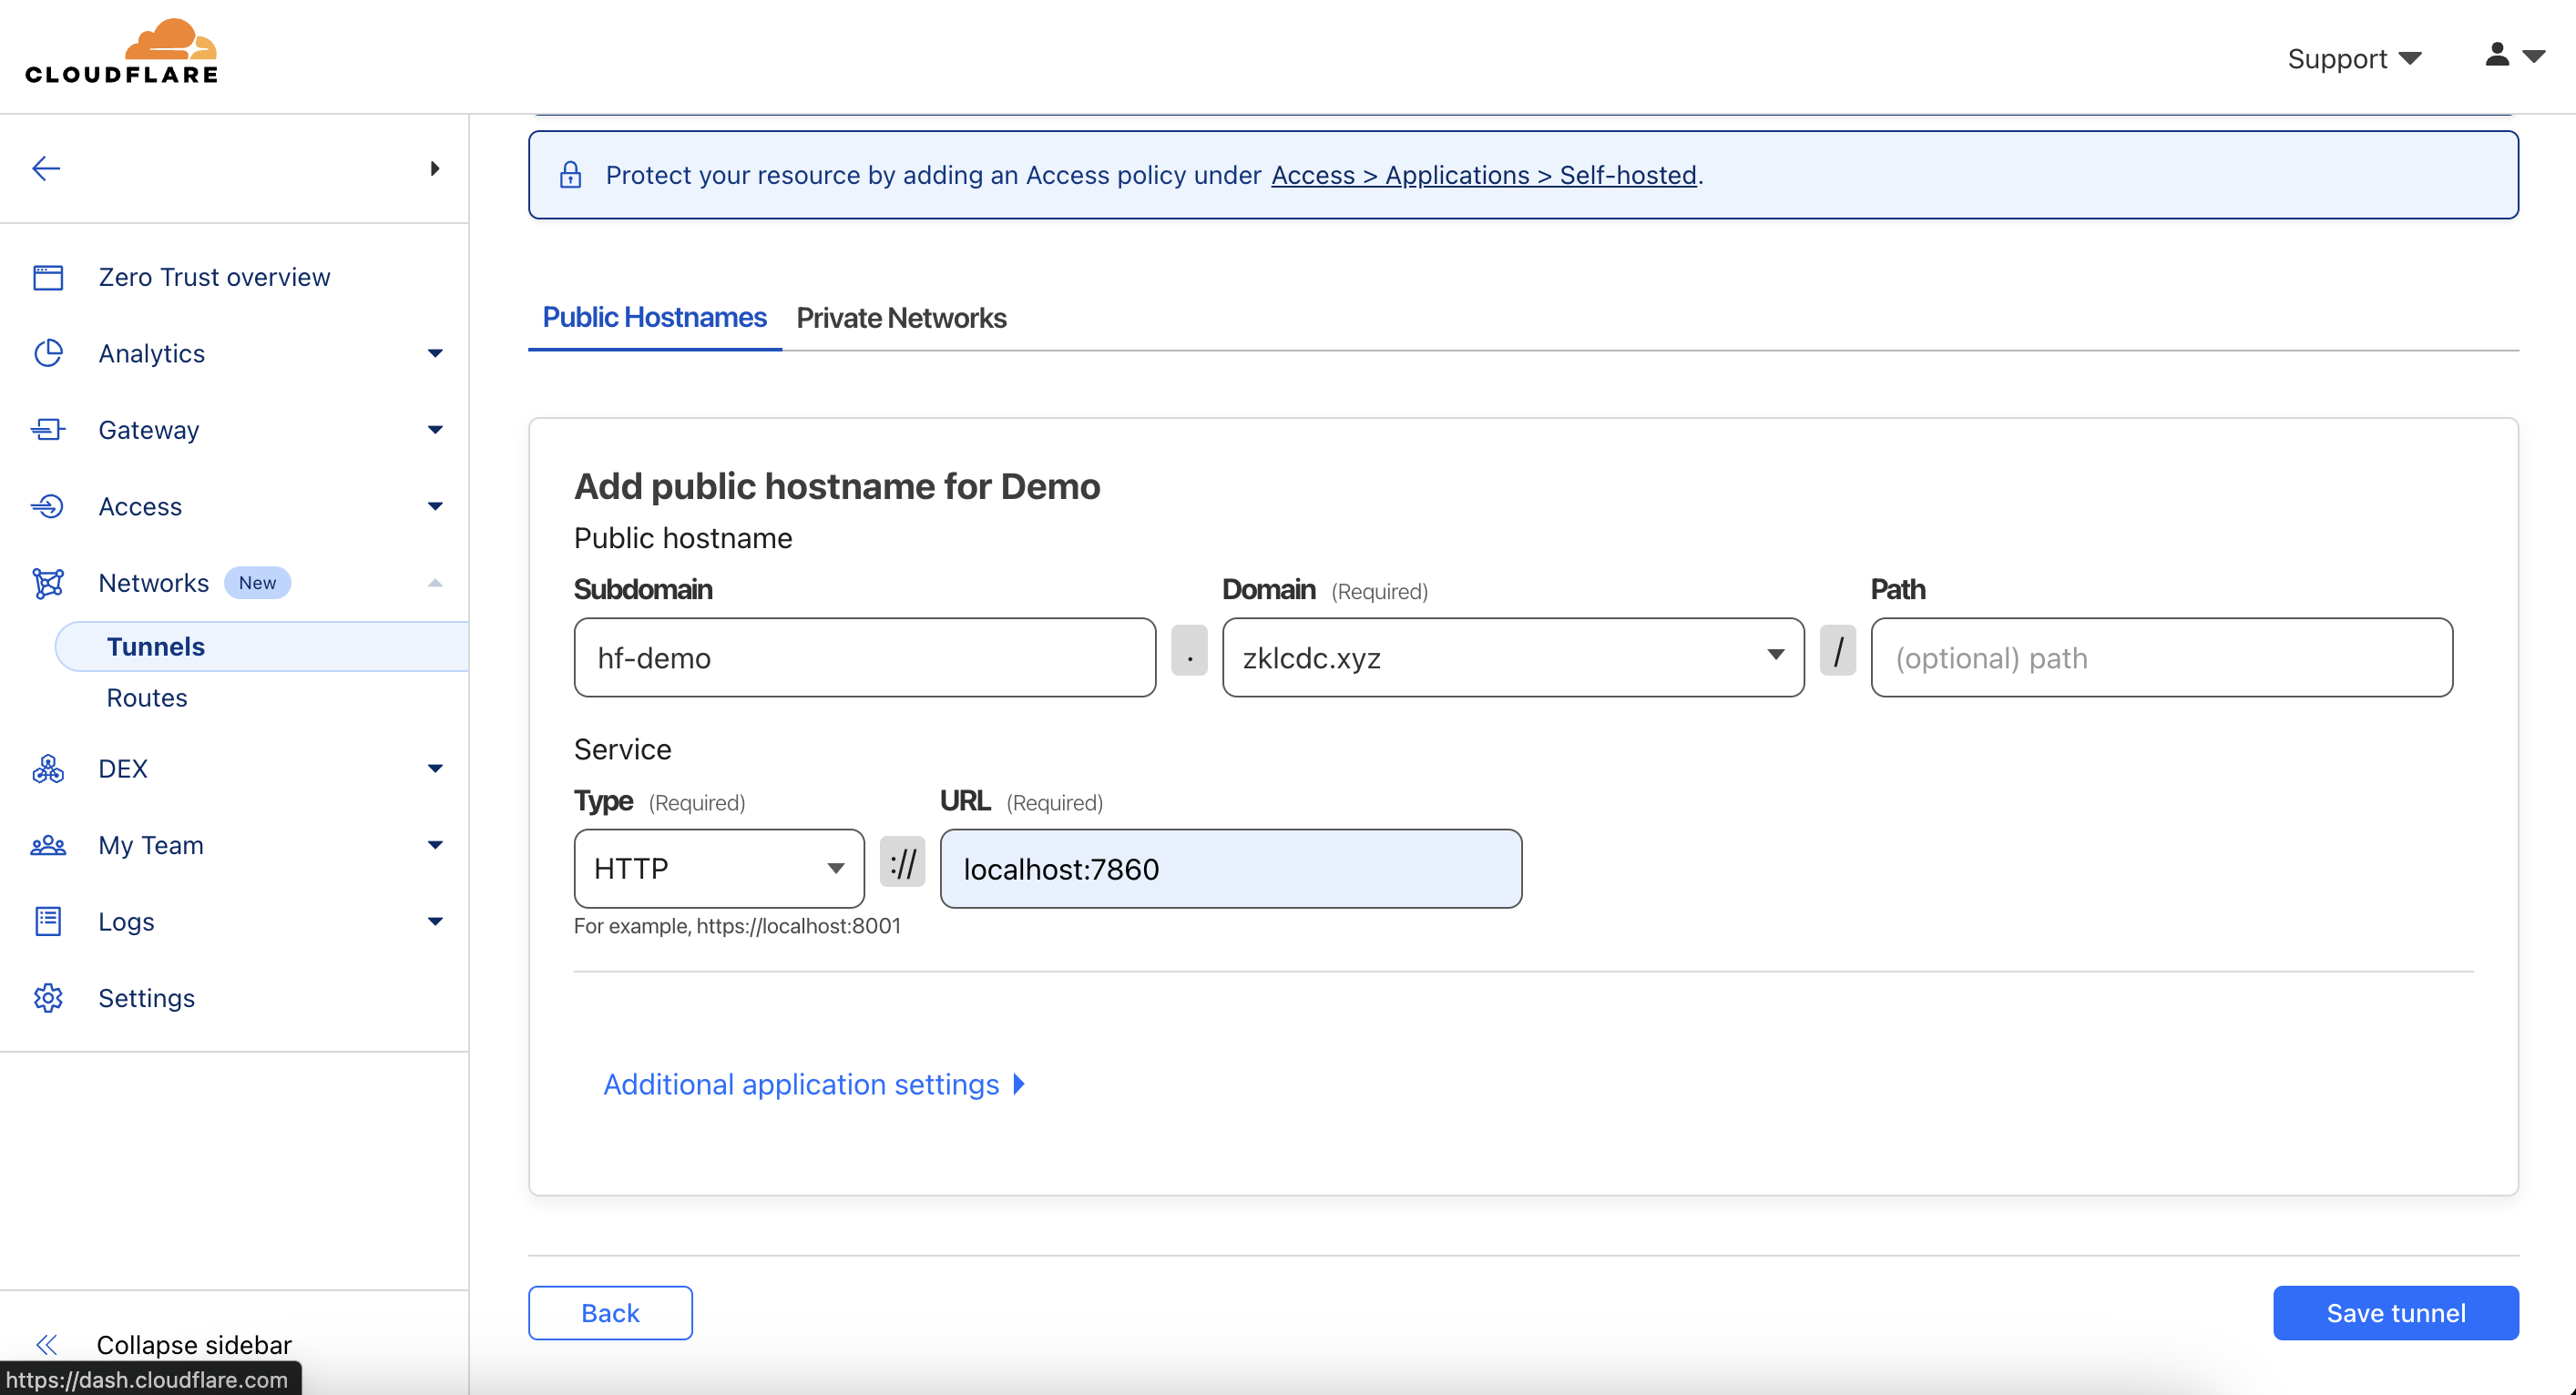 CLOUDFLARE
Support
Protect your resource by adding an Access policy under Access > Applications > Self-hosted.
Zero Trust overview
Analytics
Gateway
Access
Networks New
Tunnels
Routes
DEX
My Team
Logs
Settings
Collapse sidebar
https://dash.cloudflare.com
Public Hostnames Private Networks
Add public hostname for Demo
Public hostname
Subdomain Domain (Required) Path
hf-demo . zklcdc.xyz / (optional) path
Service
Type (Required) URL (Required)
HTTP :// localhost:7860
For example, https://localhost:8001
Additional application settings
Back Save tunnel